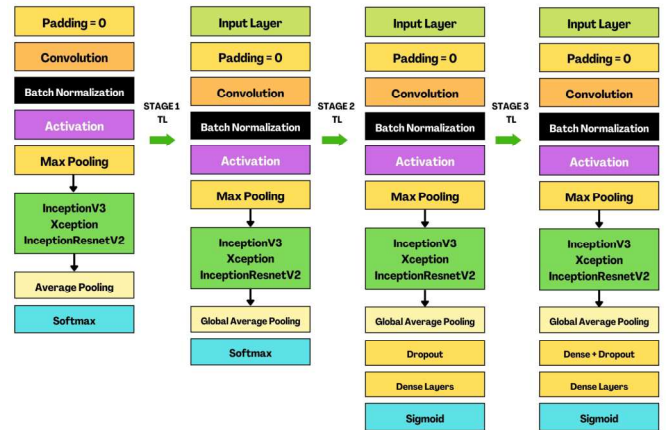 Padding = 0
Convolution
Batch Normalization
Activation
Max Pooling
InceptionV3
Xception
InceptionResnetV2
Average Pooling
Softmax
STAGE 1
TL
Input Layer
Padding = 0
Convolution
Batch Normalization
Activation
Max Pooling
InceptionV3
Xception
InceptionResnetV2
Global Average Pooling
Softmax
STAGE 2
TL
Input Layer
Padding = 0
Convolution
Batch Normalization
Activation
Max Pooling
InceptionV3
Xception
InceptionResnetV2
Global Average Pooling
Dropout
Dense Layers
Sigmoid
STAGE 3
TL
Input Layer
Padding = 0
Convolution
Batch Normalization
Activation
Max Pooling
InceptionV3
Xception
InceptionResnetV2
Global Average Pooling
Dense + Dropout
Dense Layers
Sigmoid